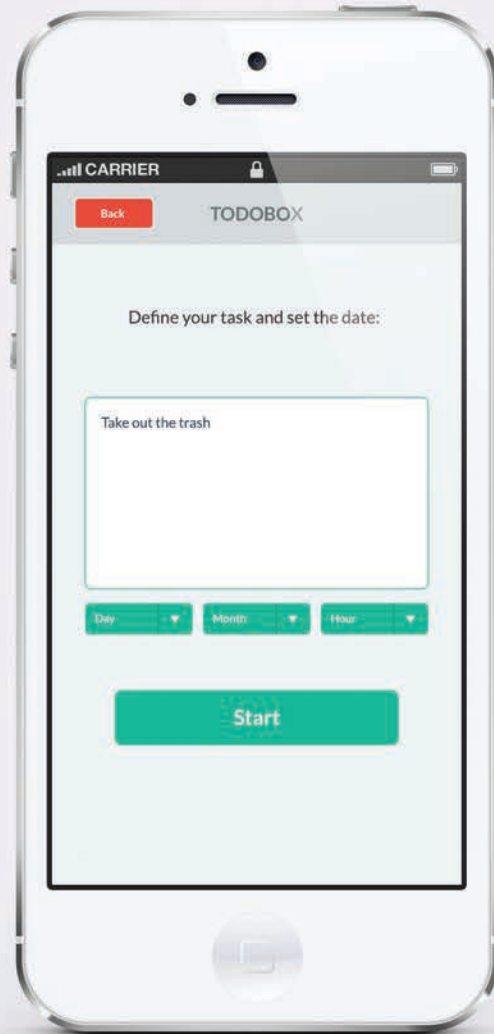 CARRIER
Back
TODOBOX
Define your task and set the date:
Take out the trash
Day Month Hour
Start